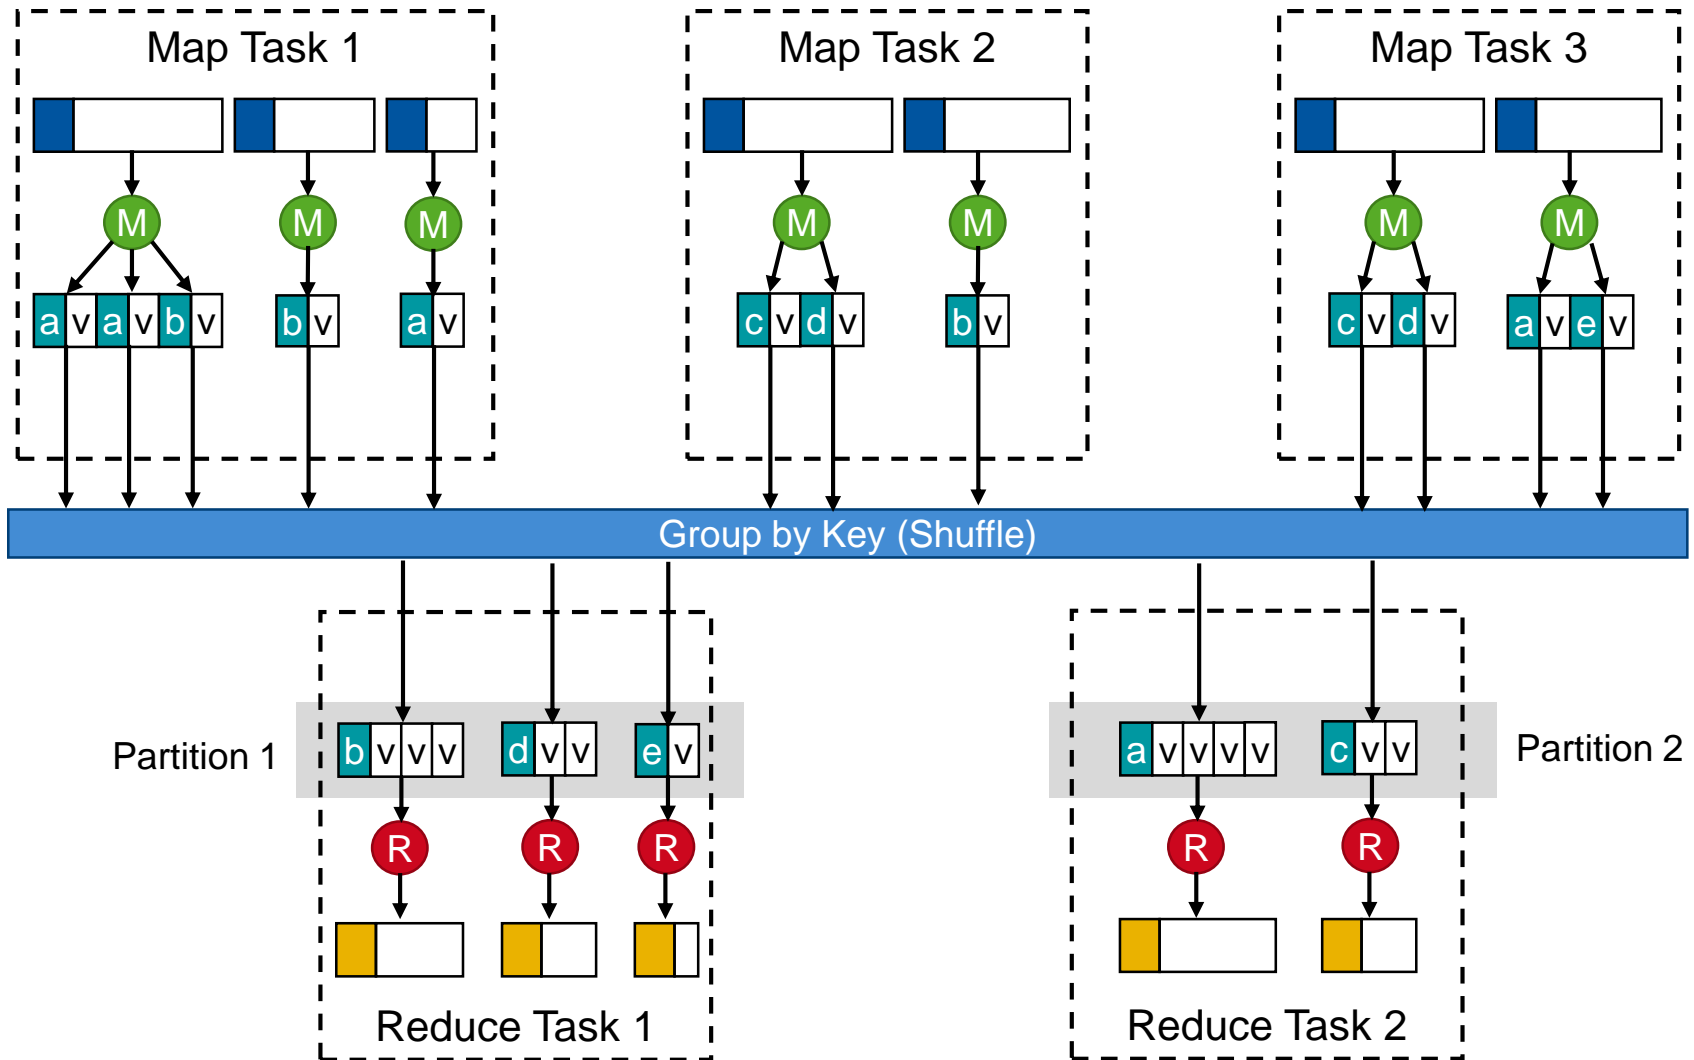 Map Task 1
Map Task 2
Map Task 3
M
M
M
M
M
M
M
a v a v b v
b v
a v
c v d v
b v
c v d v
a v e v
Group by Key (Shuffle)
Partition 1
b v v v
d v v
e v
a v v v v
c v v
Partition 2
R
R
R
R
R
Reduce Task 1
Reduce Task 2